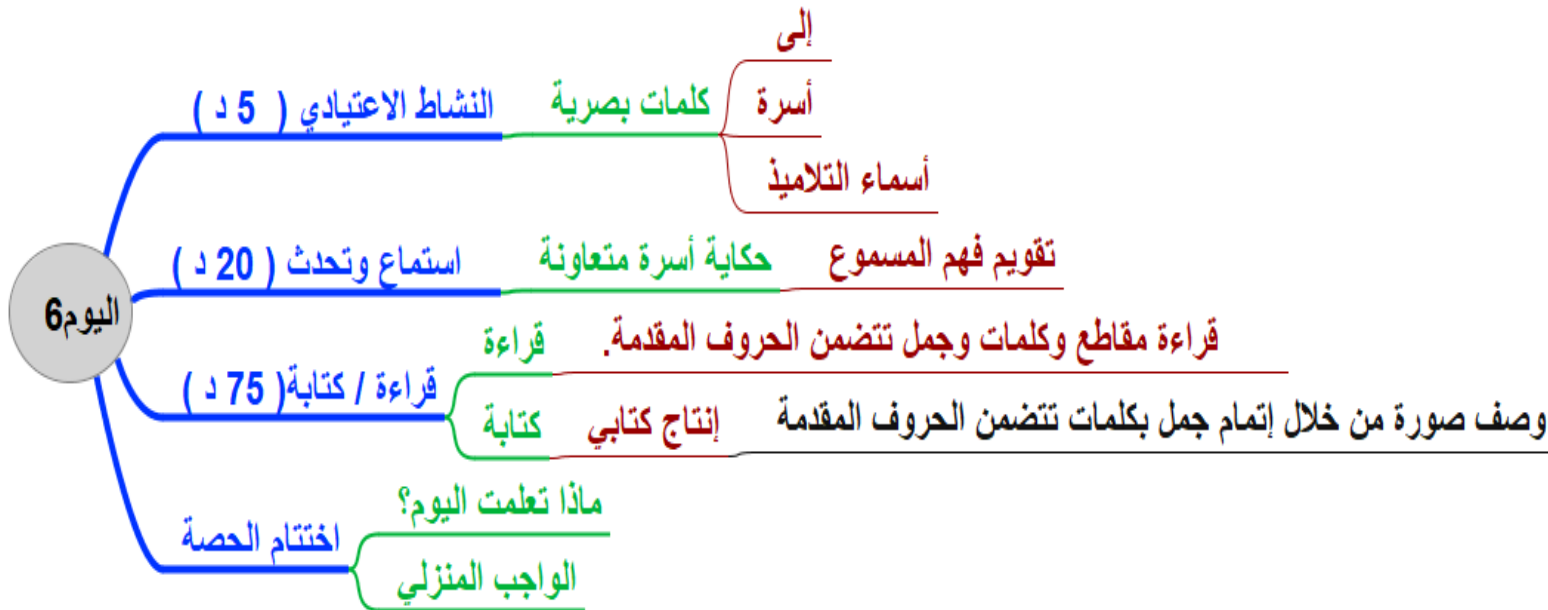 اليوم6
النشاط الاعتيادي ( 5 د )
كلمات بصرية
إلى
أسرة
أسماء التلاميذ
استماع وتحدث ( 20 د )
حكاية أسرة متعاونة
تقويم فهم المسموع
قراءة / كتابة( 75 د )
قراءة
قراءة مقاطع وكلمات وجمل تتضمن الحروف المقدمة.
كتابة
إنتاج كتابي
وصف صورة من خلال إتمام جمل بكلمات تتضمن الحروف المقدمة
اختتام الحصة
ماذا تعلمت اليوم؟
الواجب المنزلي